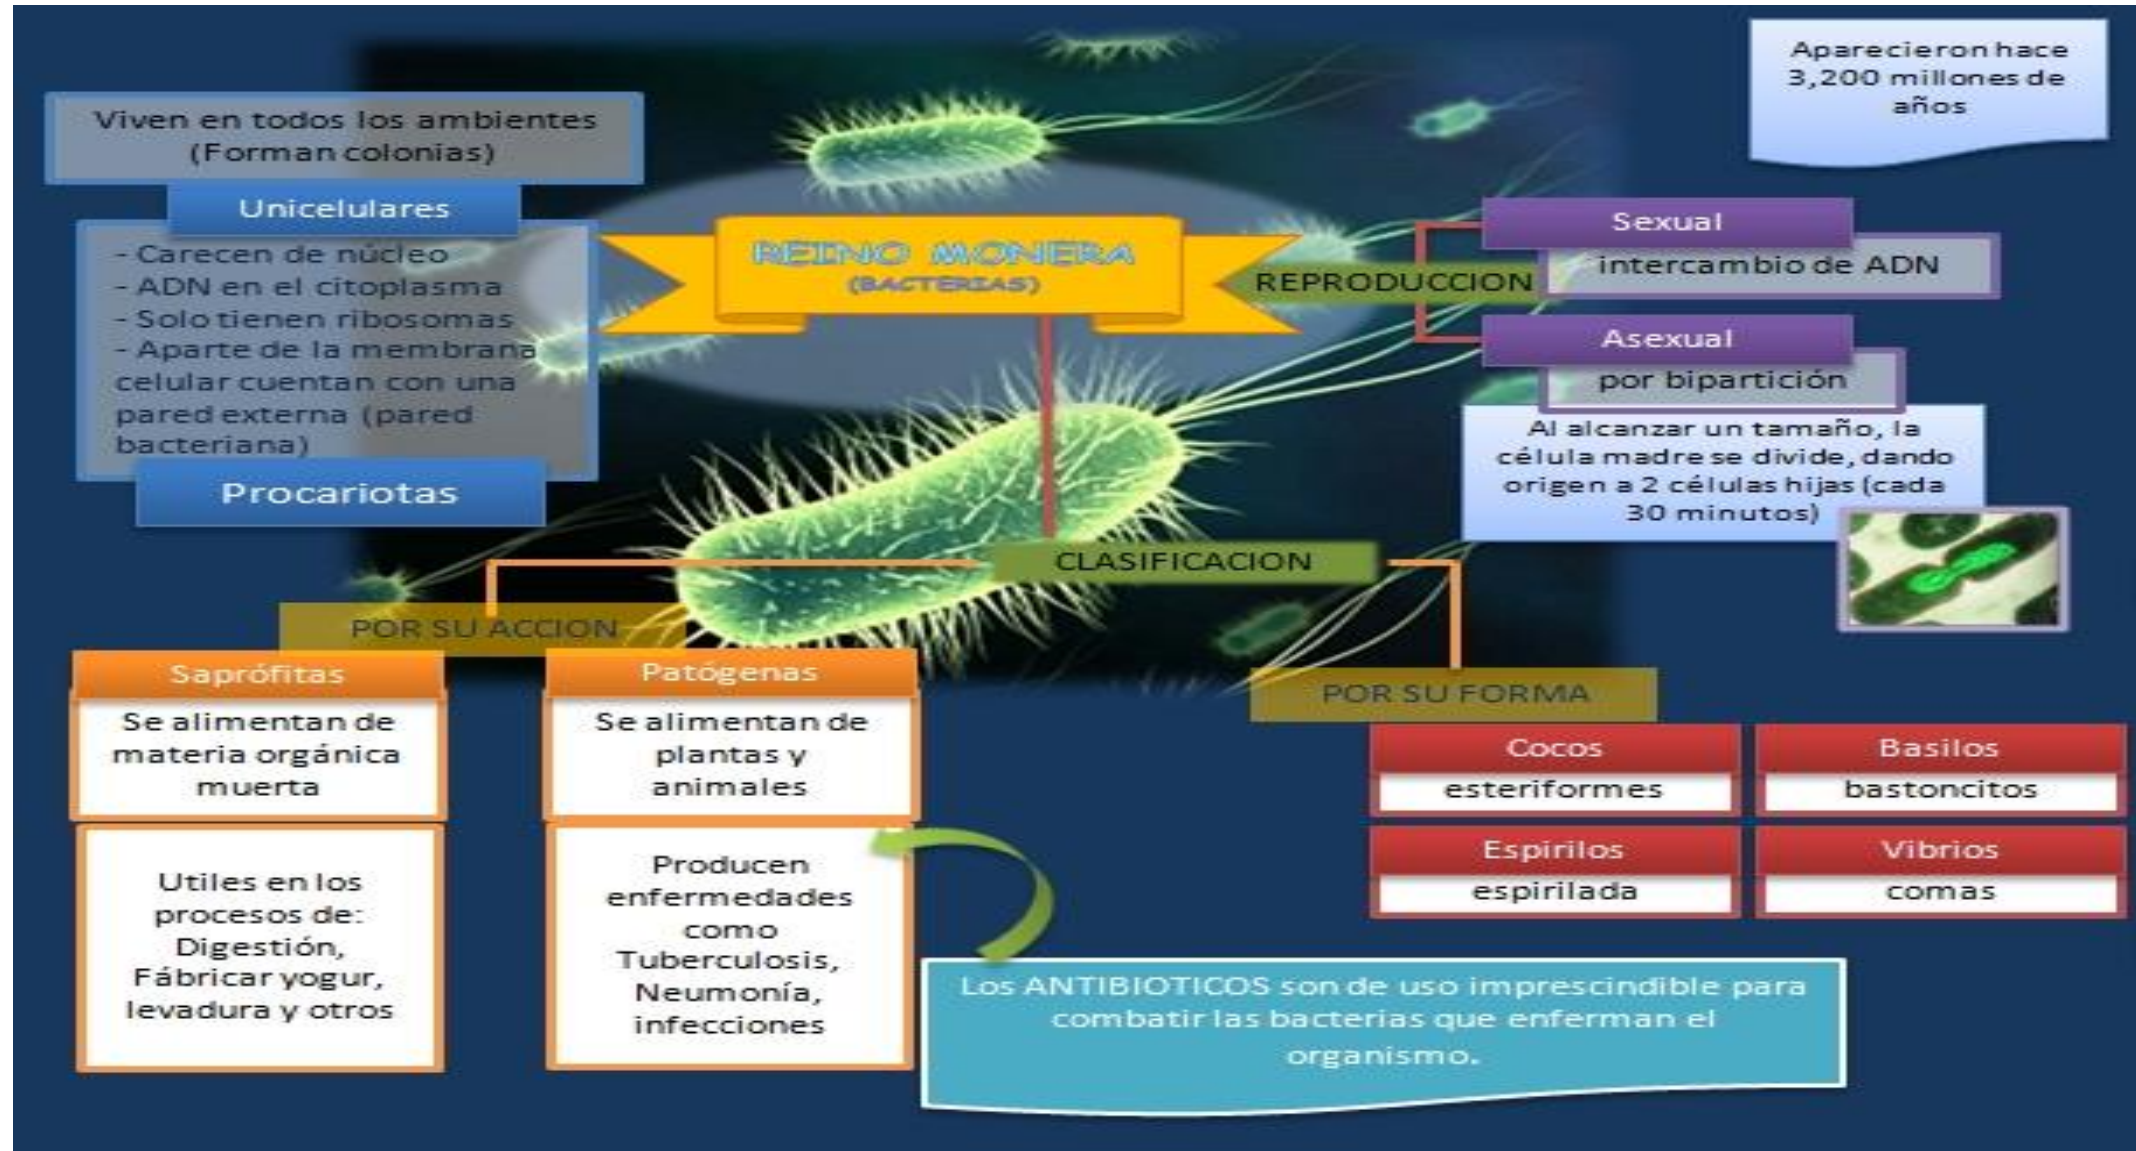 Aparecieron hace
3,200 millones de
años
Viven en todos los ambientes
(Forman colonias)
Unicelulares
- Carecen de núcleo
- ADN en el citoplasma
- Solo tienen ribosomas
- Aparte de la membrana
celular cuentan con una
pared externa (pared
bacteriana)
Procariotas
REINO MONERA
(BACTERIAS)
REPRODUCCION
Sexual
intercambio de ADN
Asexual
por bipartición
Al alcanzar un tamaño, la
célula madre se divide, dando
origen a 2 células hijas (cada
30 minutos)
CLASIFICACION
POR SU ACCION
Saprófitas
Se alimentan de
materia orgánica
muerta
Utiles en los
procesos de:
Digestión,
Fábricar yogur,
levadura y otros
Patógenas
Se alimentan de
plantas y
animales
Producen
enfermedades
como
Tuberculosis,
Neumonía,
infecciones
POR SU FORMA
Cocos
esteriformes
Basilos
bastoncitos
Espirilos
espirilada
Vibrios
comas
Los ANTIBIOTICOS son de uso imprescindible para
combatir las bacterias que enferman el
organismo.